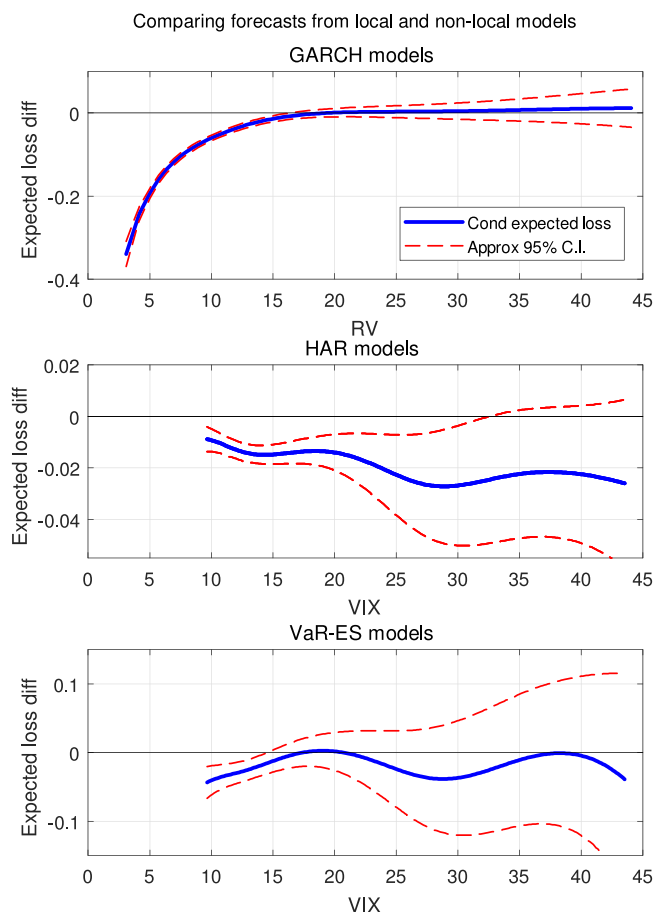 Comparing forecasts from local and non-local models
GARCH models
Expected loss diff
0
-0.2
-0.4
Cond expected loss
Approx 95% C.I.
0 5 10 15 20 25 30 35 40 45
RV
HAR models
Expected loss diff
0.02
0
-0.02
-0.04
0 5 10 15 20 25 30 35 40 45
VIX
VaR-ES models
Expected loss diff
0.1
0
-0.1
0 5 10 15 20 25 30 35 40 45
VIX